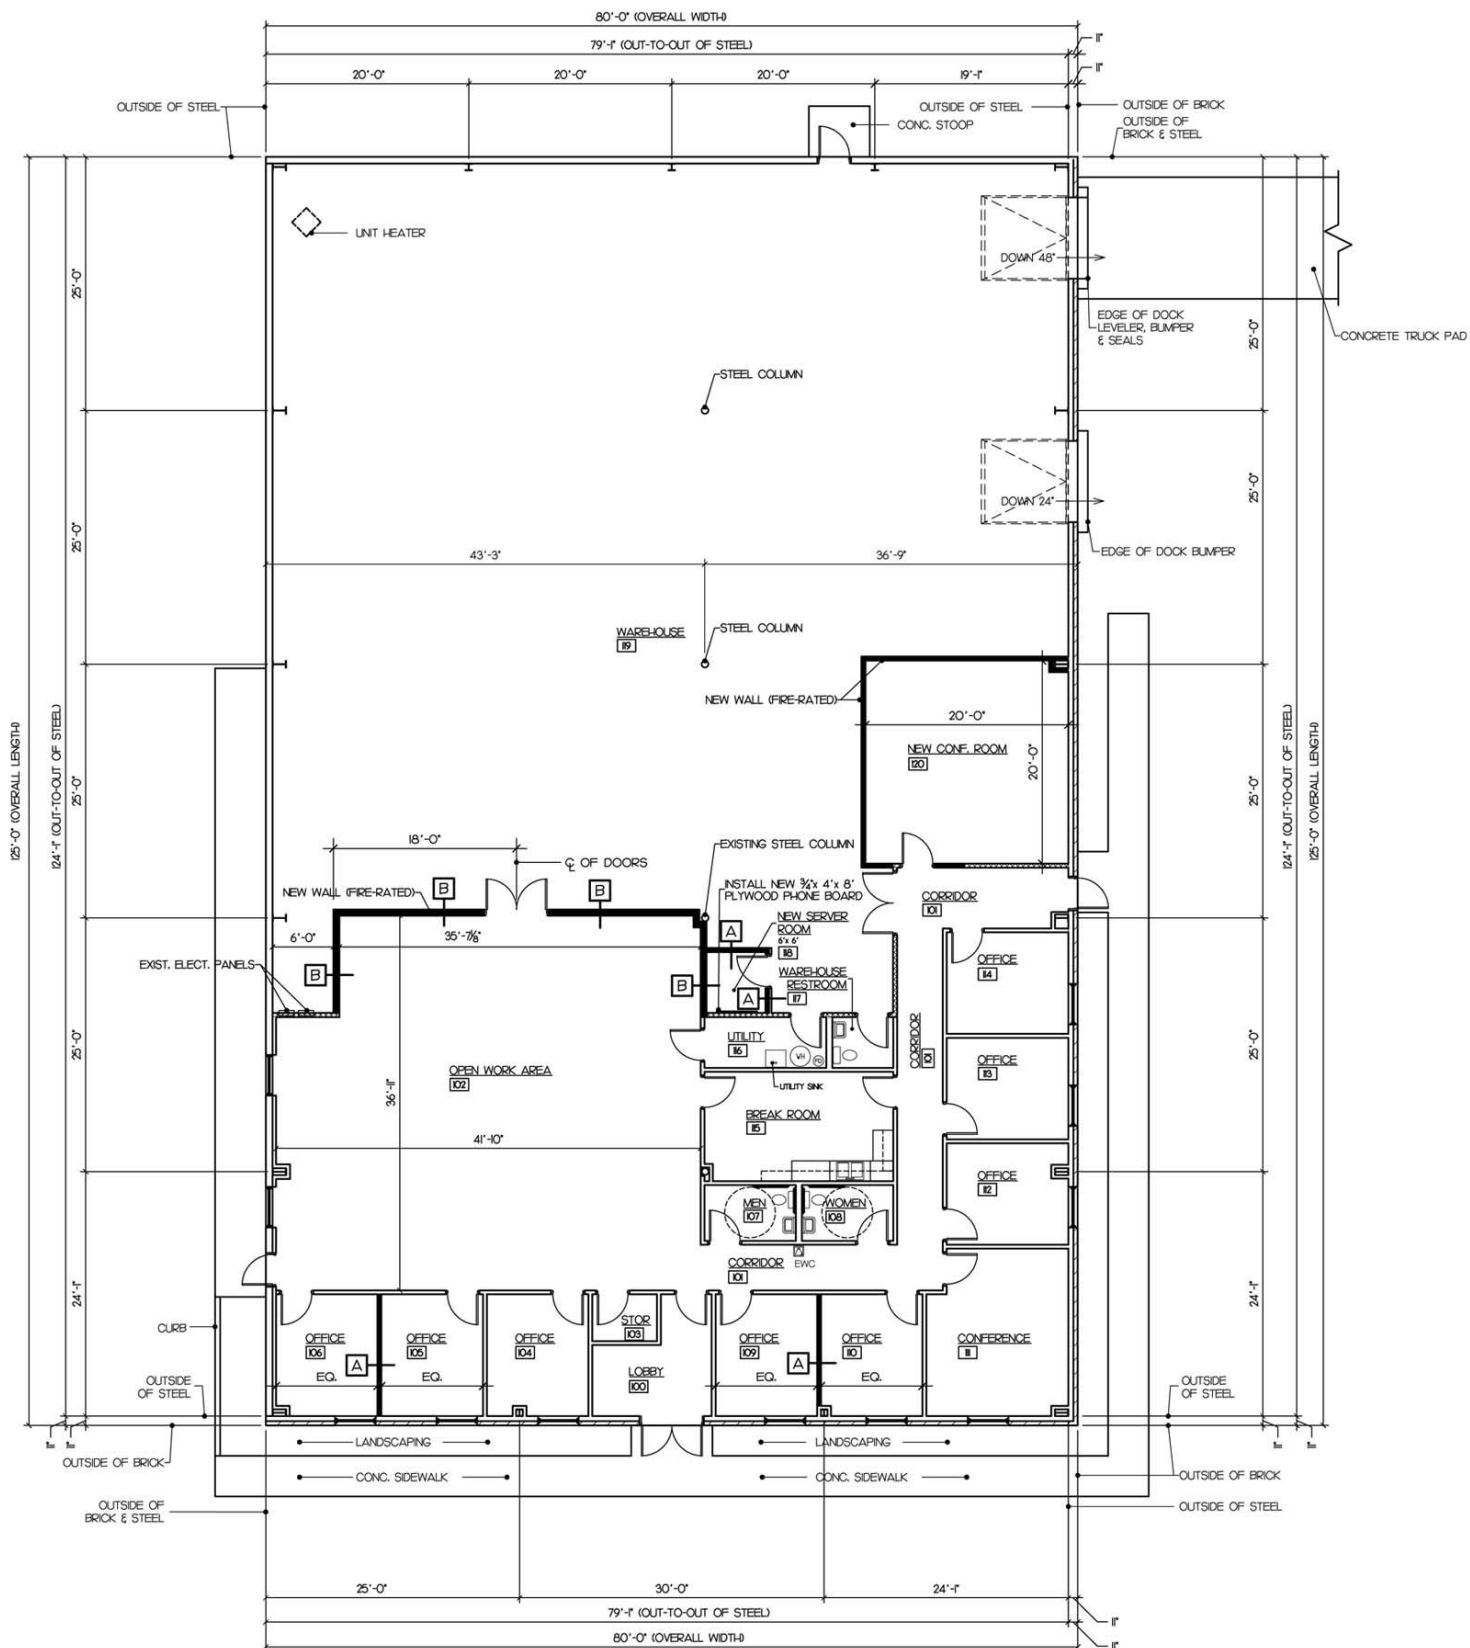 80'-0" (OVERALL WIDTH)
79'-1" (OUT-TO-OUT OF STEEL)
11"
11"
20'-0"
20'-0"
20'-0"
19'-1"
OUTSIDE OF STEEL
OUTSIDE OF STEEL
OUTSIDE OF BRICK
OUTSIDE OF
BRICK & STEEL
CONC. STOOP
UNIT HEATER
DOWN 48"
25'-0"
EDGE OF DOCK
LEVELER, BUMPER
& SEALS
25'-0"
CONCRETE TRUCK PAD
STEEL COLUMN
DOWN 24"
25'-0"
25'-0"
EDGE OF DOCK BUMPER
43'-3"
36'-9"
WAREHOUSE
119
STEEL COLUMN
NEW WALL (FIRE-RATED)
20'-0"
NEW CONF. ROOM
120
20'-0"
125'-0" (OVERALL LENGTH)
124'-1" (OUT-TO-OUT OF STEEL)
25'-0"
25'-0"
124'-1" (OUT-TO-OUT OF STEEL)
125'-0" (OVERALL LENGTH)
18'-0"
EXISTING STEEL COLUMN
℄ OF DOORS
NEW WALL (FIRE-RATED)
B
B
INSTALL NEW 3/4"x 4'x 8'
PLYWOOD PHONE BOARD
CORRIDOR
101
NEW SERVER
ROOM
6'x 6'
118
A
6'-0"
35'-7/8"
EXIST. ELECT. PANELS
B
B
A
WAREHOUSE
RESTROOM
117
OFFICE
114
25'-0"
25'-0"
UTILITY
116
WH
FD
CORRIDOR
101
OPEN WORK AREA
102
36'-11"
UTILITY SINK
OFFICE
113
BREAK ROOM
115
41'-10"
OFFICE
112
MEN
107
WOMEN
108
EWC
CORRIDOR
101
24'-1"
24'-1"
CURB
OFFICE
106
A
EQ.
OFFICE
105
EQ.
OFFICE
104
STOR
103
LOBBY
100
OFFICE
109
A
EQ.
OFFICE
110
EQ.
CONFERENCE
111
OUTSIDE
OF STEEL
OUTSIDE
OF STEEL
11"
11"
11"
11"
LANDSCAPING
LANDSCAPING
OUTSIDE OF BRICK
CONC. SIDEWALK
CONC. SIDEWALK
OUTSIDE OF BRICK
OUTSIDE OF
BRICK & STEEL
OUTSIDE OF STEEL
25'-0"
30'-0"
24'-1"
79'-1" (OUT-TO-OUT OF STEEL)
11"
80'-0" (OVERALL WIDTH)
11"